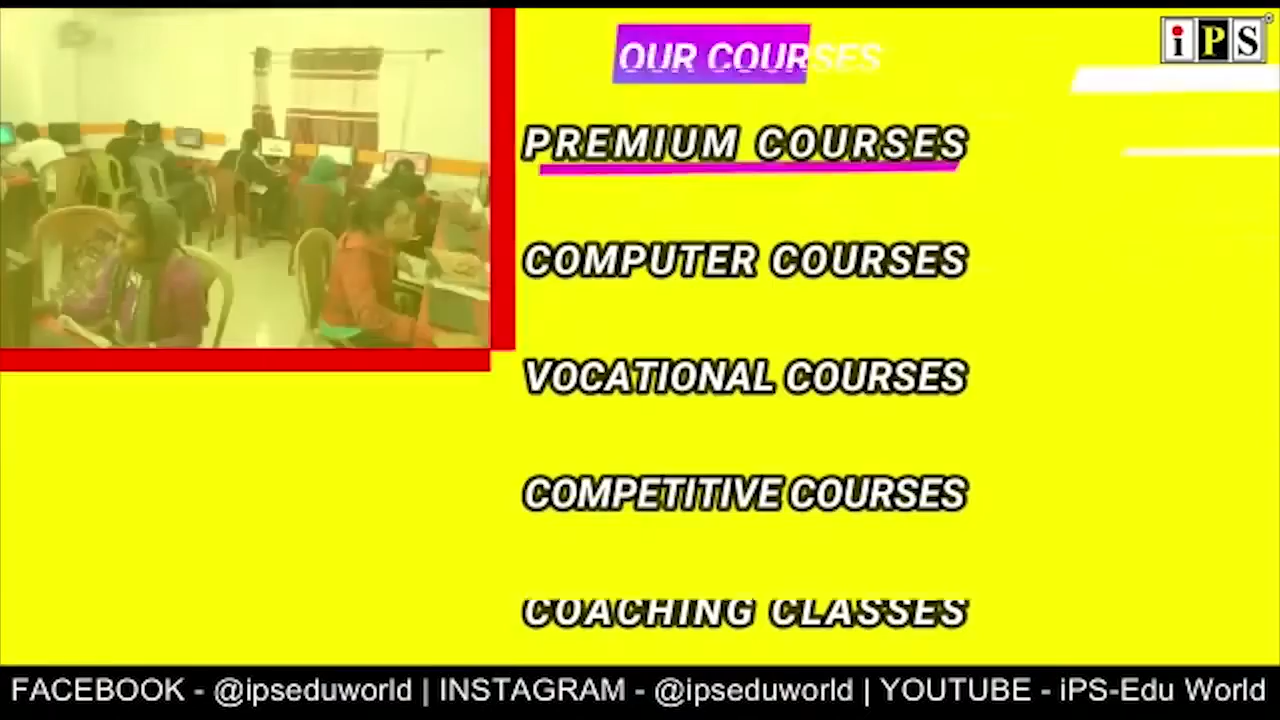 OUR COURSES
iPS
PREMIUM COURSES
COMPUTER COURSES
VOCATIONAL COURSES
COMPETITIVE COURSES
COACHING CLASSES
FACEBOOK - @ipseduworld | INSTAGRAM - @ipseduworld | YOUTUBE - iPS-Edu World